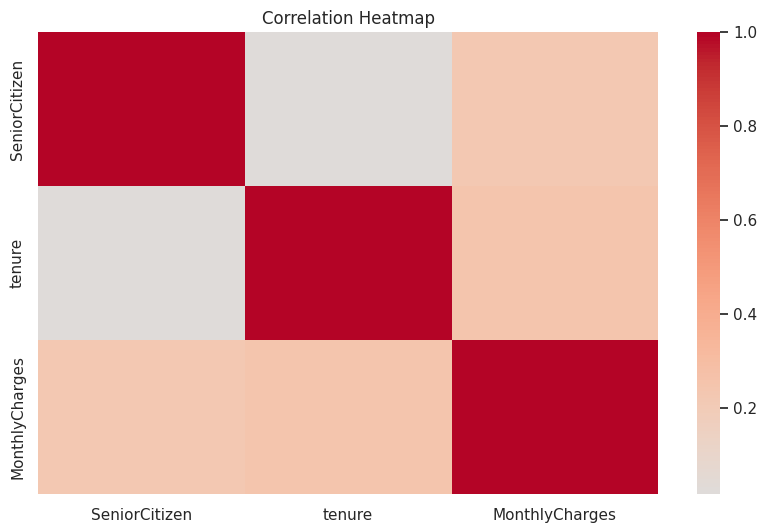 Correlation Heatmap
SeniorCitizen
tenure
MonthlyCharges
SeniorCitizen
tenure
MonthlyCharges
1.0
0.8
0.6
0.4
0.2